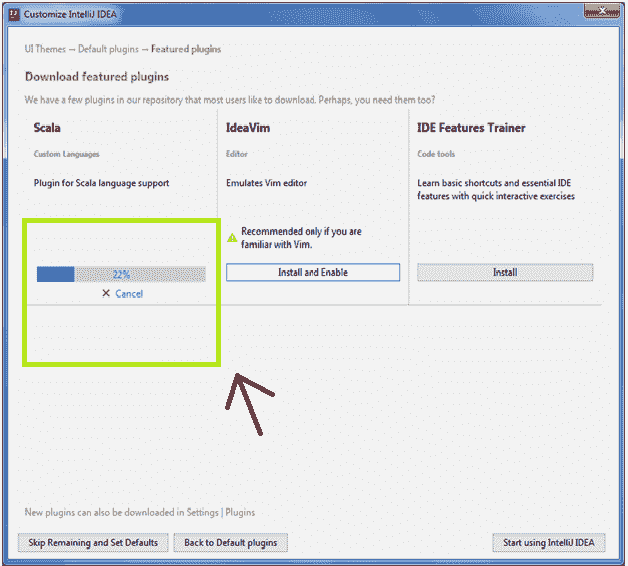 Customize IntelliJ IDEA
UI Themes → Default plugins → Featured plugins
Download featured plugins
We have a few plugins in our repository that most users like to download. Perhaps, you need them too?
Scala
Custom Languages
Plugin for Scala language support
22%
Cancel
IdeaVim
Editor
Emulates Vim editor
Recommended only if you are
familiar with Vim.
Install and Enable
IDE Features Trainer
Code tools
Learn basic shortcuts and essential IDE
features with quick interactive exercises
Install
New plugins can also be downloaded in Settings | Plugins
Skip Remaining and Set Defaults
Back to Default plugins
Start using IntelliJ IDEA